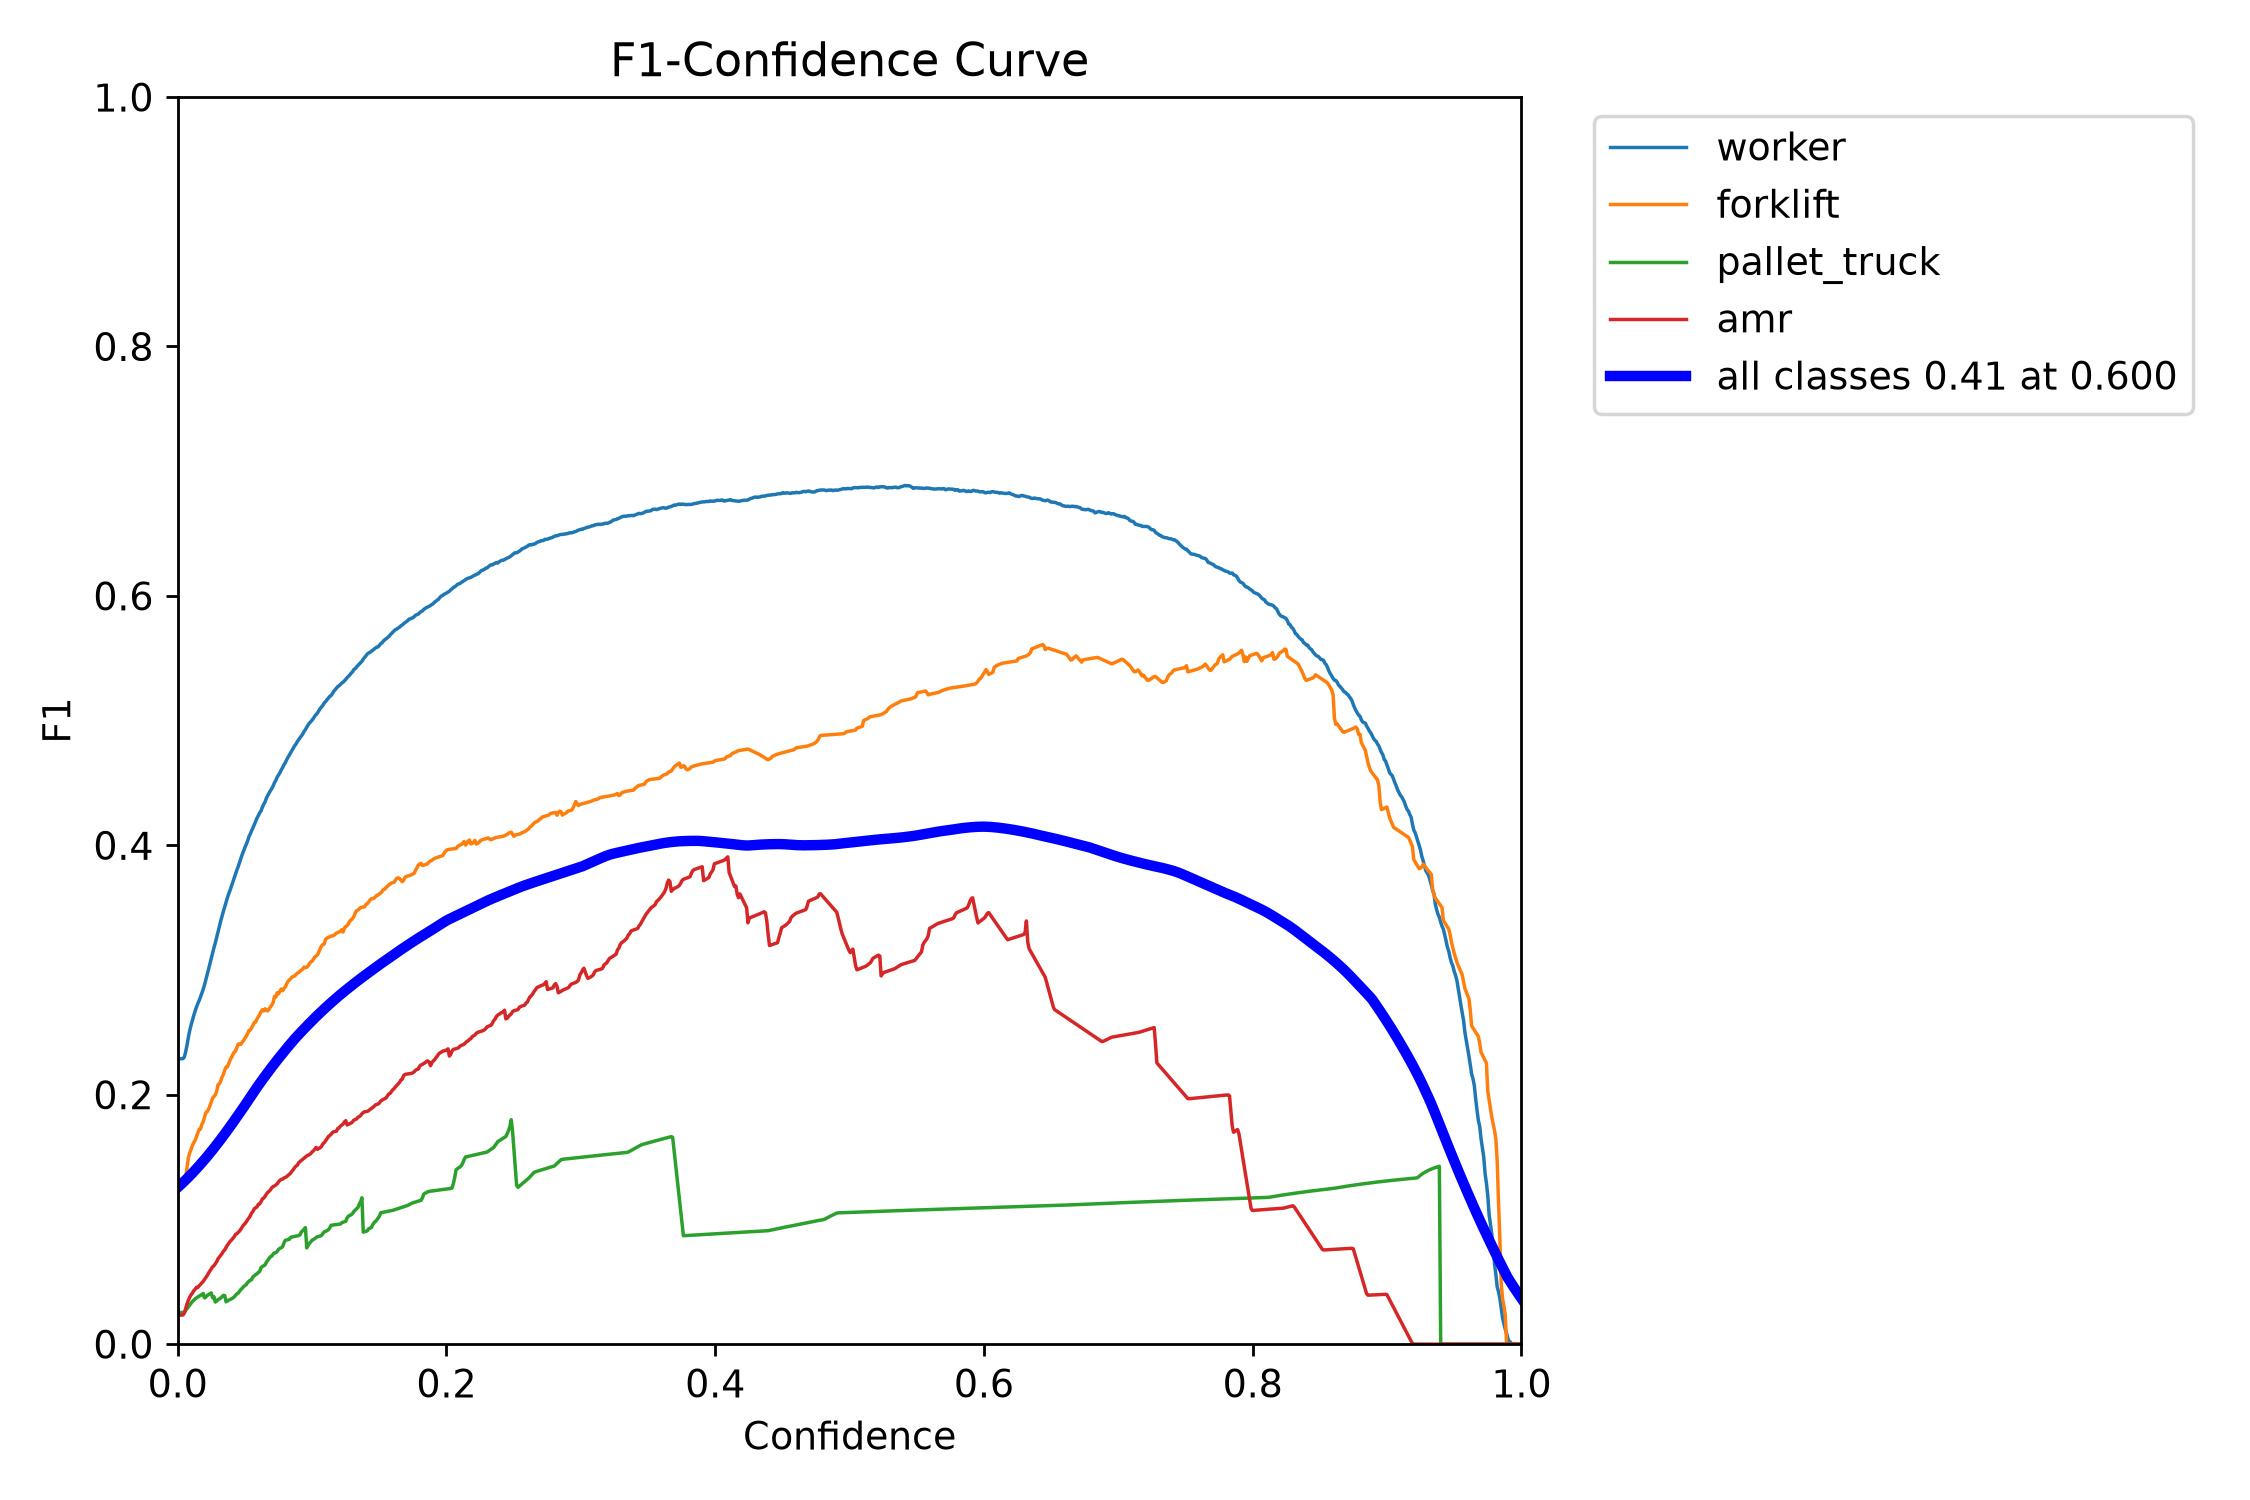 F1-Confidence Curve
1.0
0.8
0.6
0.4
0.2
0.0
F1
0.0 0.2 0.4 0.6 0.8 1.0
Confidence
worker
forklift
pallet_truck
amr
all classes 0.41 at 0.600